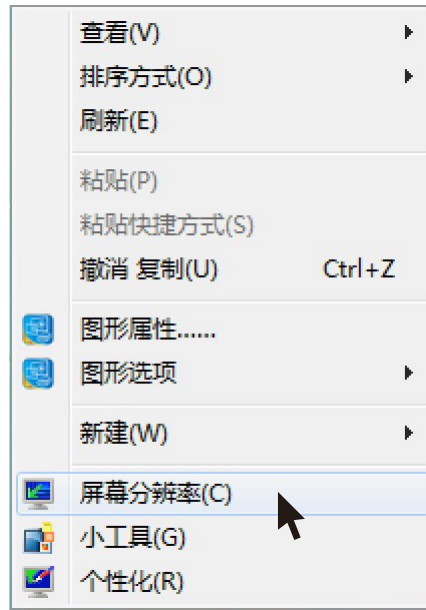 查看(V)
排序方式(O)
刷新(E)
粘贴(P)
粘贴快捷方式(S)
撤消 复制(U) Ctrl+Z
图形属性......
图形选项
新建(W)
屏幕分辨率(C)
小工具(G)
个性化(R)